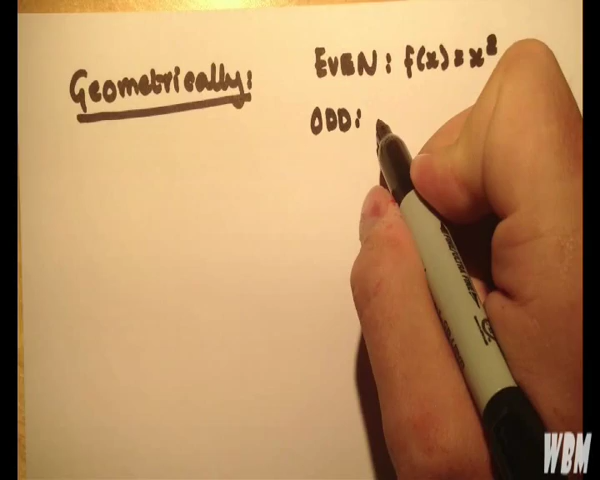 Geometrically:
EVEN: f(x) = x²
ODD:
WBM